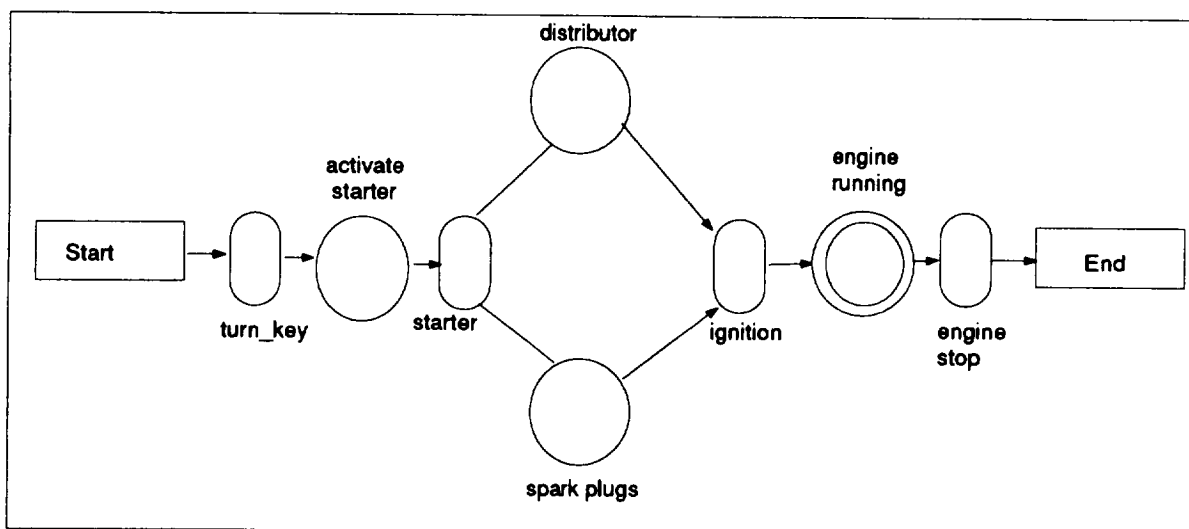 distributor
activate
starter
engine
running
Start
End
turn_key
starter
ignition
engine
stop
spark plugs